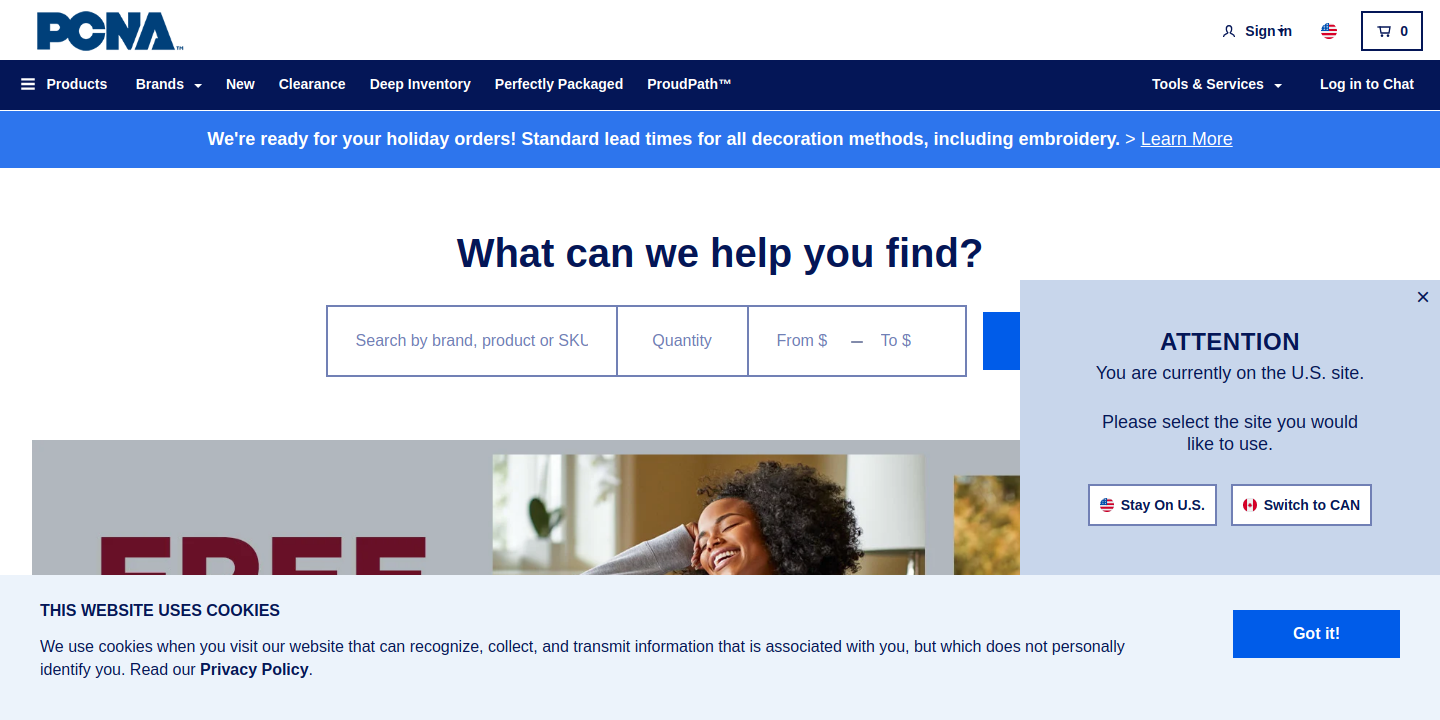 PCNA™
Sign in
0
Products Brands New Clearance Deep Inventory Perfectly Packaged ProudPath™ Tools & Services Log in to Chat
We're ready for your holiday orders! Standard lead times for all decoration methods, including embroidery. > Learn More
What can we help you find?
Search by brand, product or SKU Quantity From $ – To $
×
ATTENTION
You are currently on the U.S. site.
Please select the site you would
like to use.
Stay On U.S. Switch to CAN
FREE
THIS WEBSITE USES COOKIES
We use cookies when you visit our website that can recognize, collect, and transmit information that is associated with you, but which does not personally
identify you. Read our Privacy Policy.
Got it!